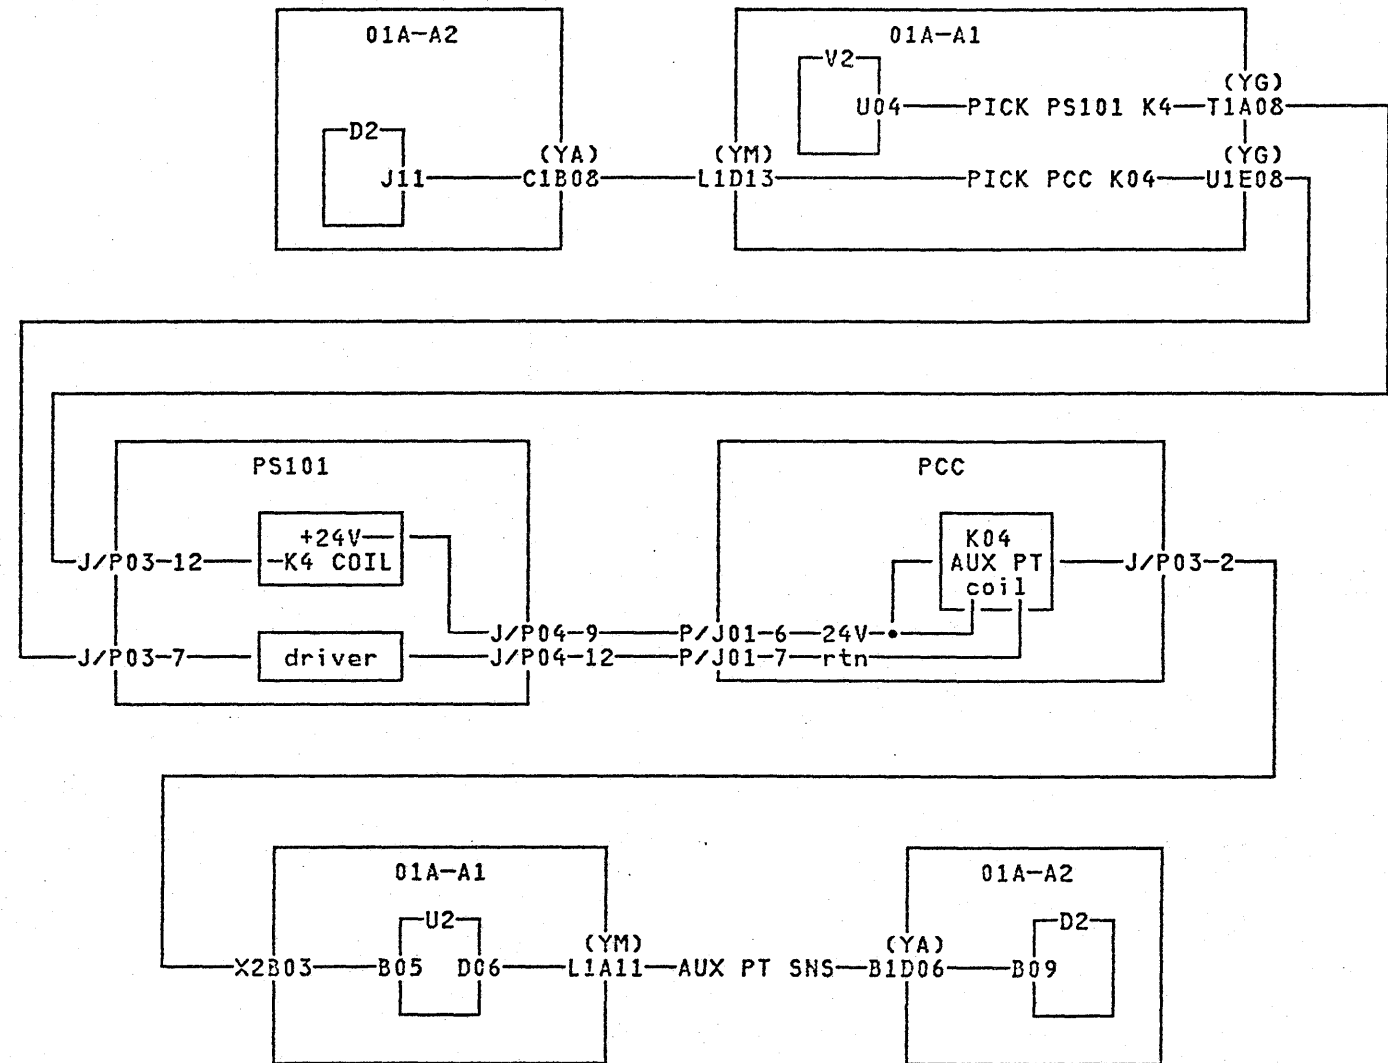 01A-A2
01A-A1
V2
(YG)
U04 PICK PS101 K4 T1A08
D2
(YA) (YM) (YG)
J11 C1B08 L1D13 PICK PCC K04 U1E08
PS101 PCC
+24V K04
J/P03-12 -K4 COIL AUX PT J/P03-2
coil
J/P04-9 P/J01-6 24V
J/P03-7 driver J/P04-12 P/J01-7 rtn
01A-A1 01A-A2
U2 D2
(YM) (YA)
X2B03 B05 D06 L1A11 AUX PT SNS B1D06 B09